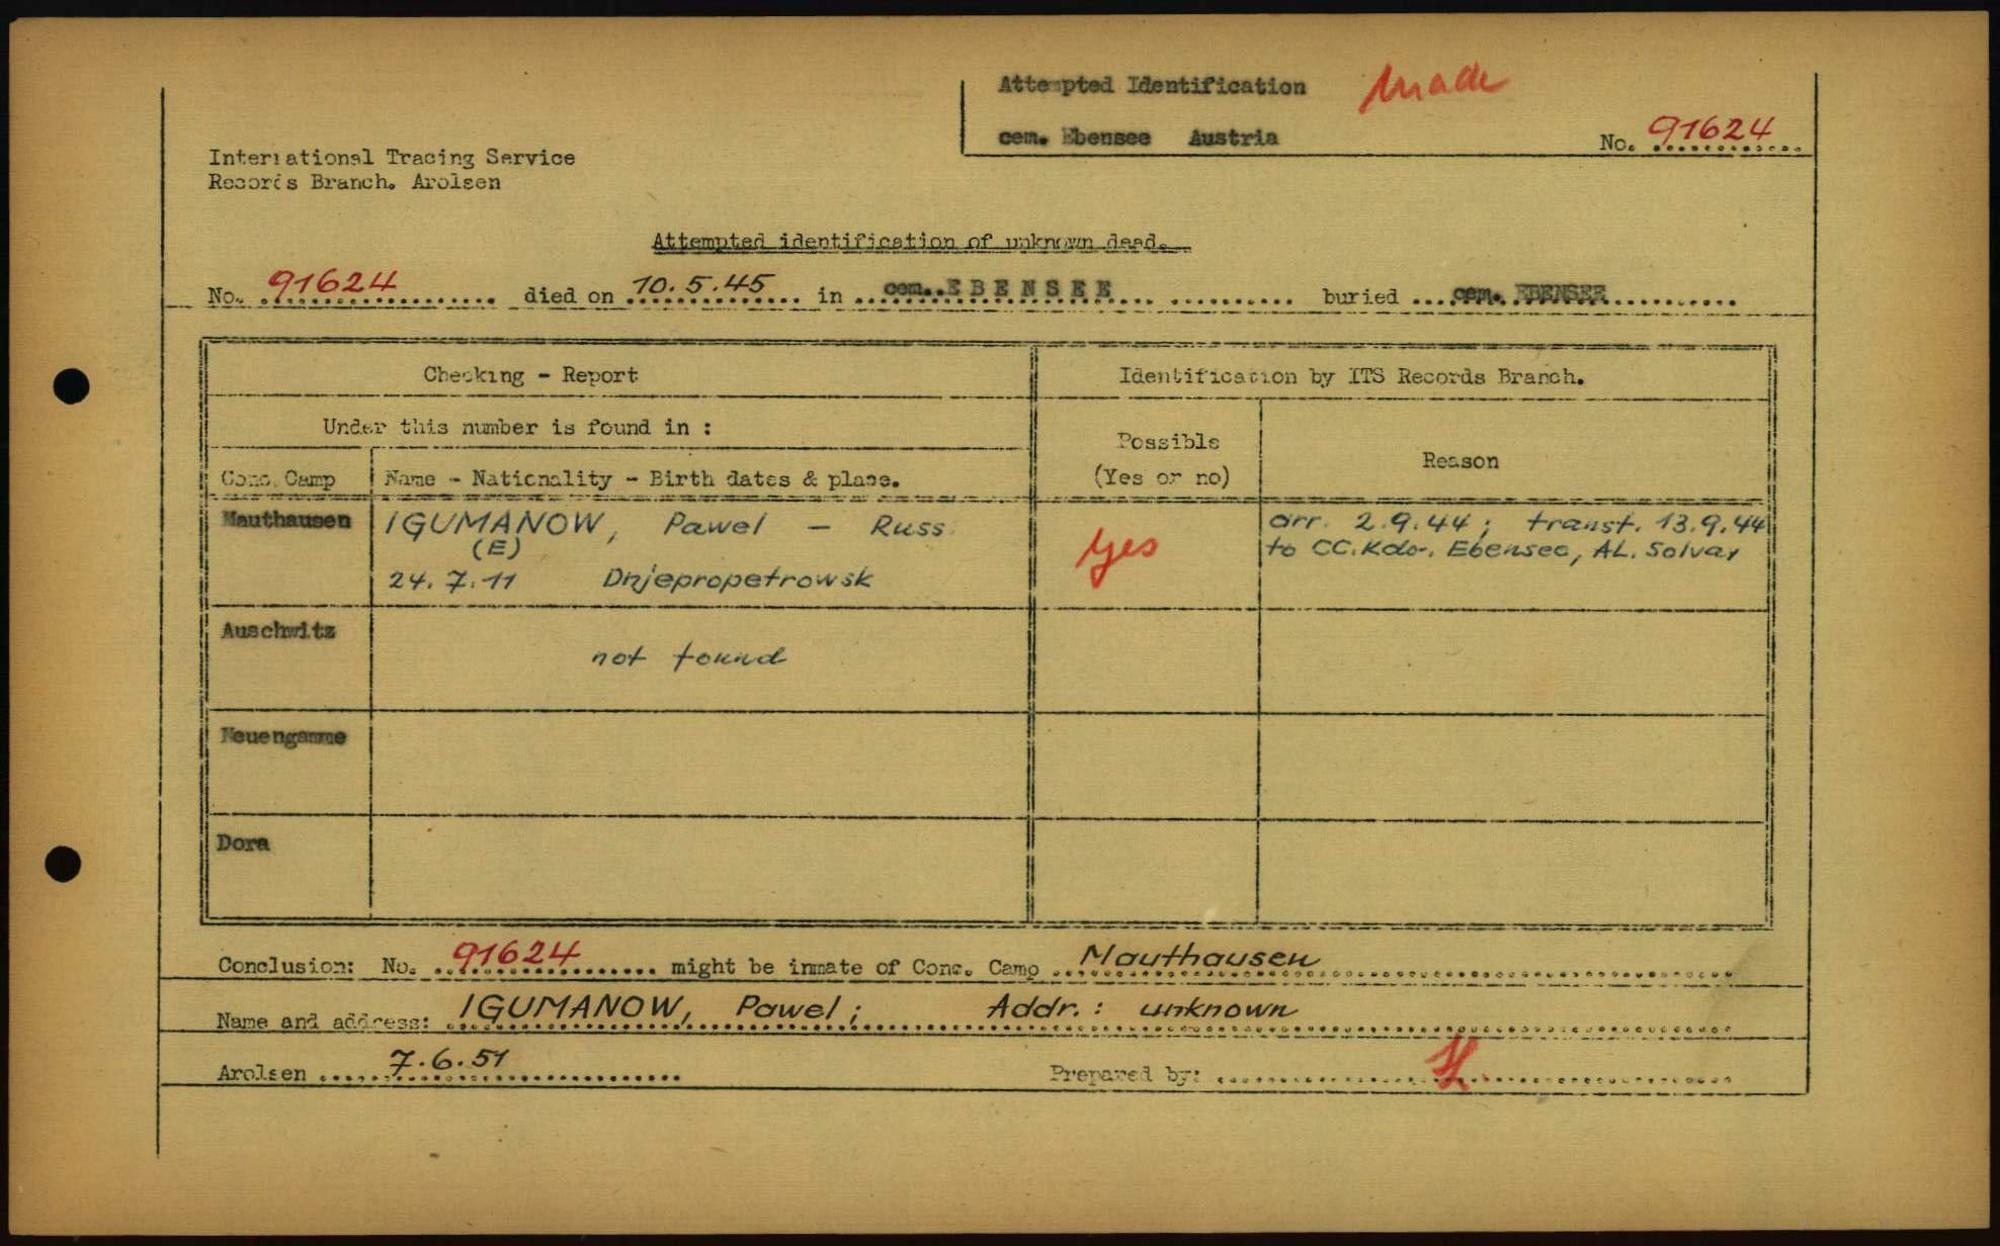 Attempted Identification made
cem. Ebensee Austria No. 91624
International Tracing Service
Records Branch. Arolsen
Attempted identification of unknown dead.
No. 91624 died on 10.5.45 in cem. EBENSEE buried cem. EBENSEE
Checking - Report Identification by ITS Records Branch.
Under this number is found in :
Possible
(Yes or no) Reason
Conc. Camp Name - Nationality - Birth dates & place.
Mauthausen IGUMANOW, Pawel - Russ. yes arr. 2.9.44; transf. 13.9.44
(E) to CC.Kdo. Ebensee, AL. Solvay
24.7.11 Dnjepropetrowsk
Auschwitz
not found
Neuengamme
Dora
Conclusion: No. 91624 might be inmate of Conc. Camp Mauthausen
Name and address: IGUMANOW, Pawel; Addr.: unknown
Arolsen 7.6.51 Prepared by: